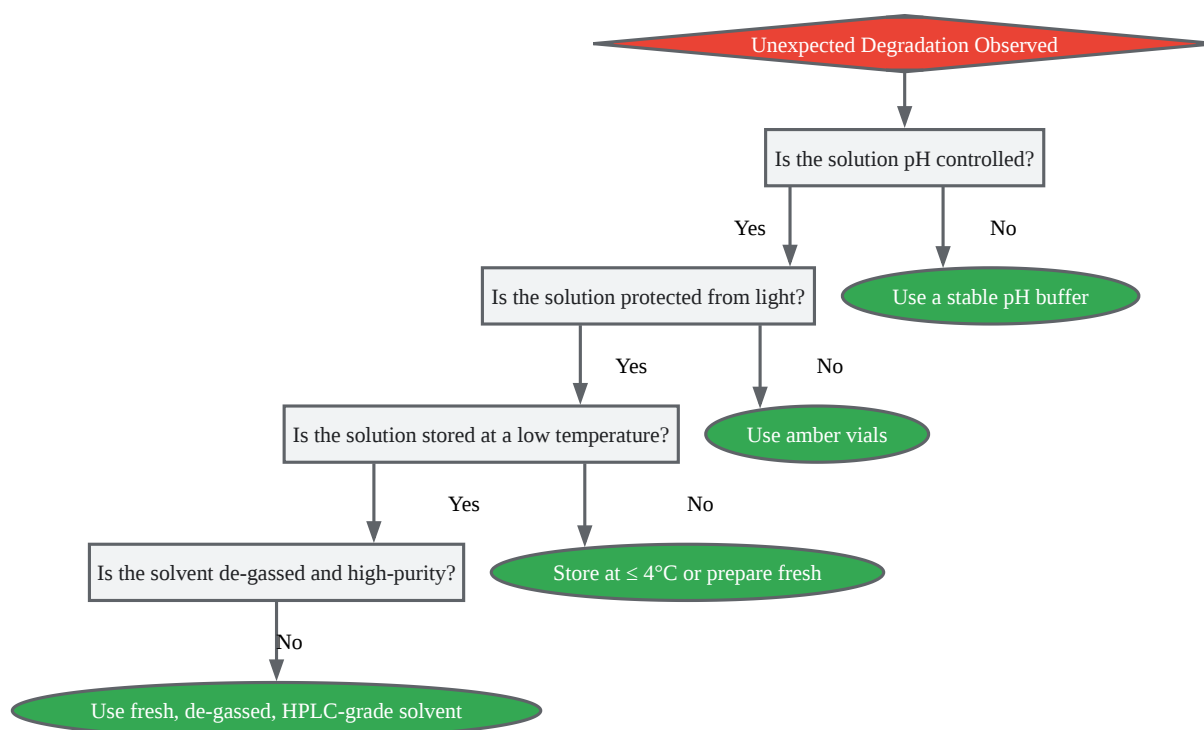 Unexpected Degradation Observed
Is the solution pH controlled?
Yes
No
Is the solution protected from light?
Use a stable pH buffer
Yes
No
Is the solution stored at a low temperature?
Use amber vials
Yes
No
Is the solvent de-gassed and high-purity?
Store at ≤ 4°C or prepare fresh
No
Use fresh, de-gassed, HPLC-grade solvent